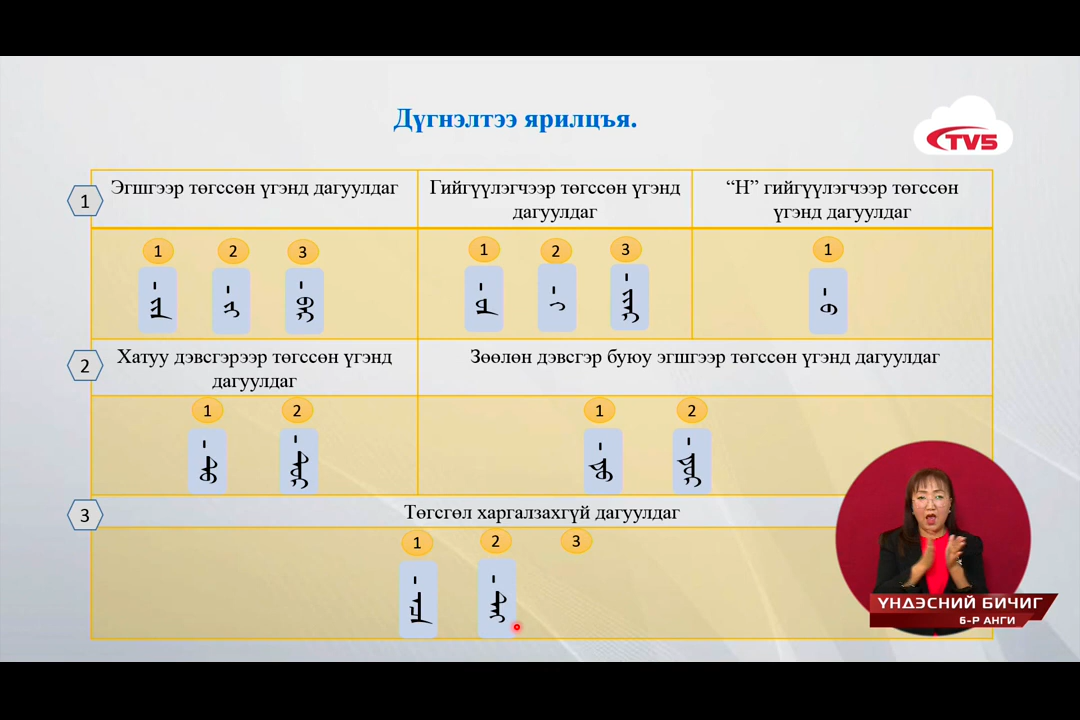 Дүгнэлтээ ярилцъя.
TV5
1
Эгшгээр төгссөн үгэнд дагуулдаг
Гийгүүлэгчээр төгссөн үгэнд
дагуулдаг
“Н” гийгүүлэгчээр төгссөн
үгэнд дагуулдаг
1 2 3
1 2 3
1
2
Хатуу дэвсгэрээр төгссөн үгэнд
дагуулдаг
Зөөлөн дэвсгэр буюу эгшгээр төгссөн үгэнд дагуулдаг
1 2
1 2
3
Төгсгөл харгалзахгүй дагуулдаг
1 2 3
ҮНДЭСНИЙ БИЧИГ
6-Р АНГИ